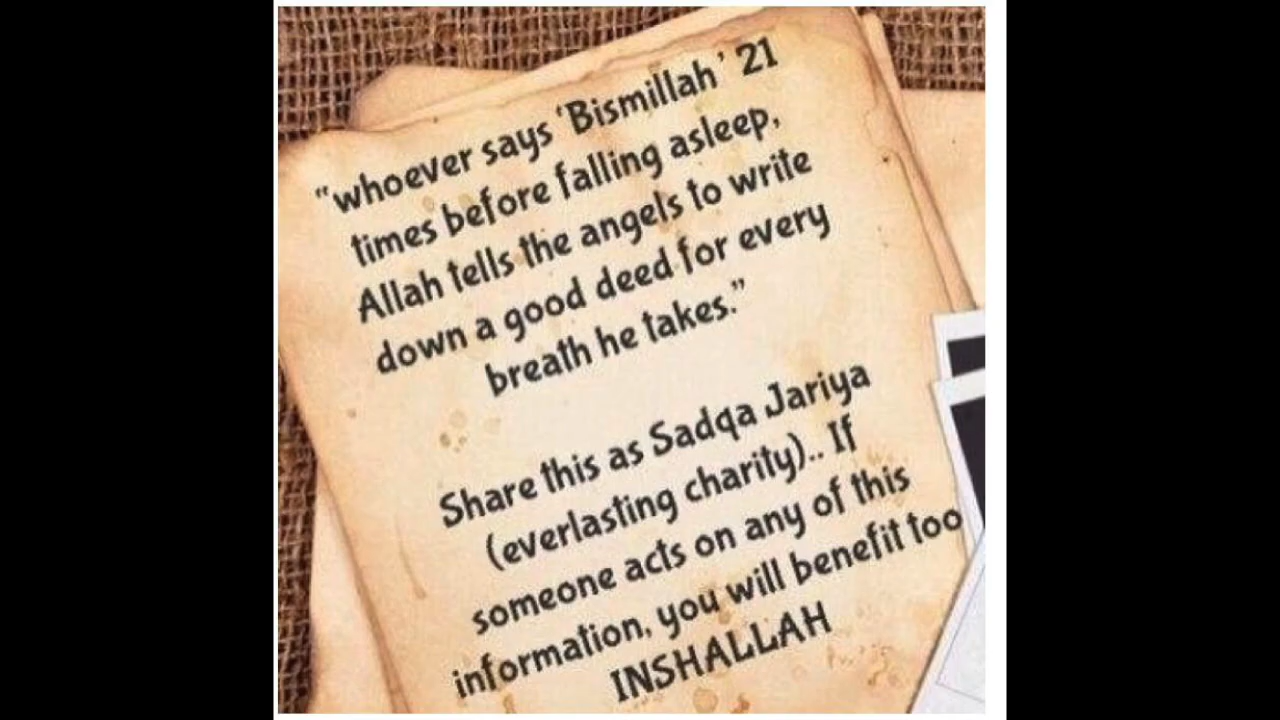 "whoever says 'Bismillah' 21
times before falling asleep,
Allah tells the angels to write
down a good deed for every
breath he takes."
Share this as Sadqa Jariya
(everlasting charity).. If
someone acts on any of this
information, you will benefit too
INSHALLAH